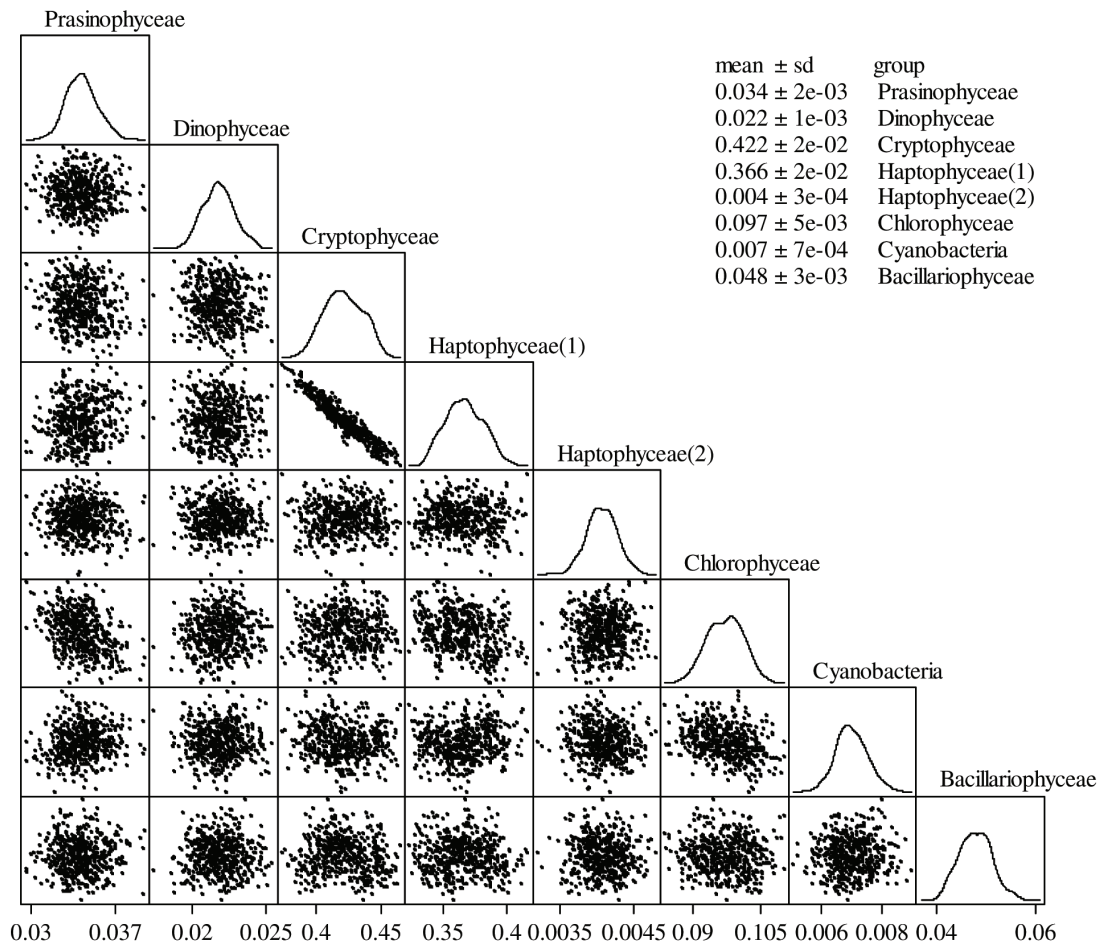 Prasinophyceae
mean ± sd group
0.034 ± 2e-03 Prasinophyceae
0.022 ± 1e-03 Dinophyceae
0.422 ± 2e-02 Cryptophyceae
0.366 ± 2e-02 Haptophyceae(1)
0.004 ± 3e-04 Haptophyceae(2)
0.097 ± 5e-03 Chlorophyceae
0.007 ± 7e-04 Cyanobacteria
0.048 ± 3e-03 Bacillariophyceae
Dinophyceae
Cryptophyceae
Haptophyceae(1)
Haptophyceae(2)
Chlorophyceae
Cyanobacteria
Bacillariophyceae
0.03 0.037 0.02 0.025 0.4 0.45 0.35 0.4 0.0035 0.0045 0.09 0.105 0.006 0.008 0.04 0.06